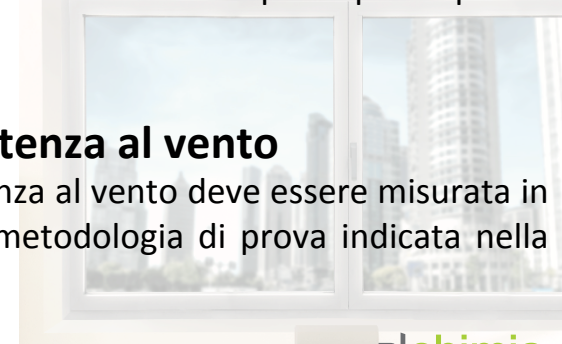 tenza al vento
nza al vento deve essere misurata in
metodologia di prova indicata nella